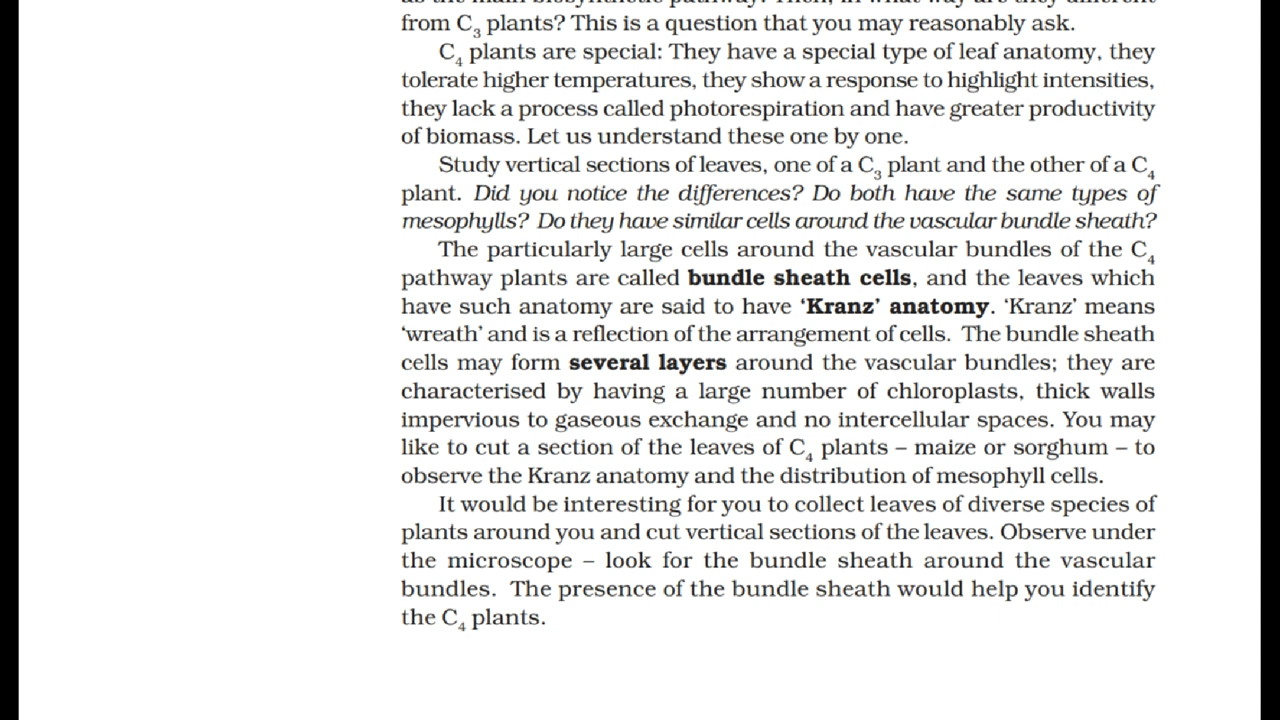 from C₃ plants? This is a question that you may reasonably ask.
C₄ plants are special: They have a special type of leaf anatomy, they
tolerate higher temperatures, they show a response to highlight intensities,
they lack a process called photorespiration and have greater productivity
of biomass. Let us understand these one by one.
Study vertical sections of leaves, one of a C₃ plant and the other of a C₄
plant. Did you notice the differences? Do both have the same types of
mesophylls? Do they have similar cells around the vascular bundle sheath?
The particularly large cells around the vascular bundles of the C₄
pathway plants are called bundle sheath cells, and the leaves which
have such anatomy are said to have ‘Kranz’ anatomy. ‘Kranz’ means
‘wreath’ and is a reflection of the arrangement of cells. The bundle sheath
cells may form several layers around the vascular bundles; they are
characterised by having a large number of chloroplasts, thick walls
impervious to gaseous exchange and no intercellular spaces. You may
like to cut a section of the leaves of C₄ plants – maize or sorghum – to
observe the Kranz anatomy and the distribution of mesophyll cells.
It would be interesting for you to collect leaves of diverse species of
plants around you and cut vertical sections of the leaves. Observe under
the microscope – look for the bundle sheath around the vascular
bundles. The presence of the bundle sheath would help you identify
the C₄ plants.